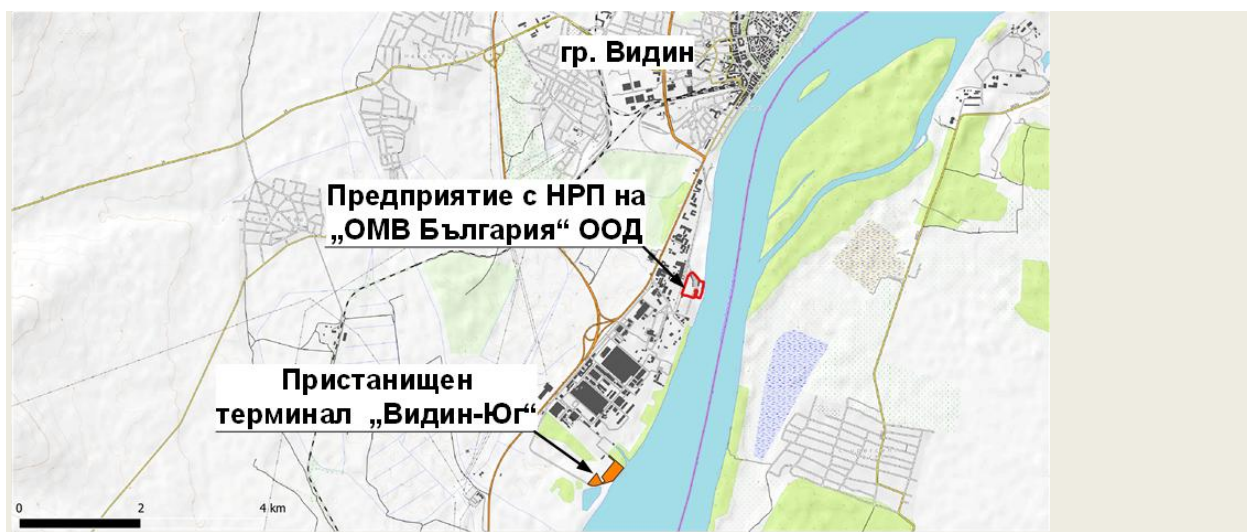 гр. Видин
Предприятие с НРП на
„ОМВ България“ ООД
Пристанищен
терминал „Видин-Юг“
0 2 4 km